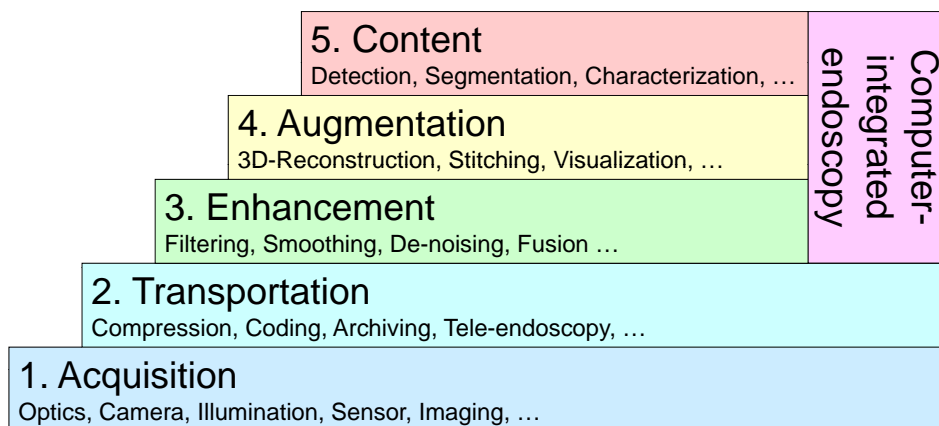 5. Content
Detection, Segmentation, Characterization, …
4. Augmentation
3D-Reconstruction, Stitching, Visualization, …
3. Enhancement
Filtering, Smoothing, De-noising, Fusion …
2. Transportation
Compression, Coding, Archiving, Tele-endoscopy, …
1. Acquisition
Optics, Camera, Illumination, Sensor, Imaging, …
Computer-
integrated
endoscopy